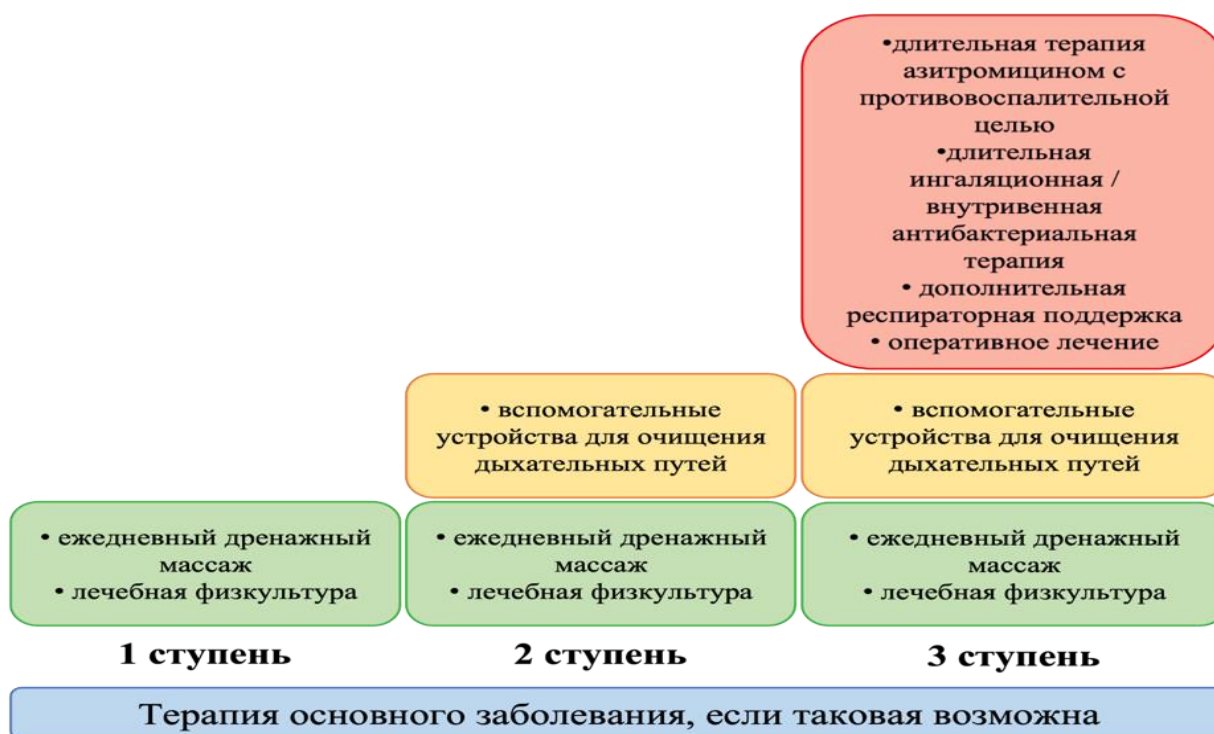 •длительная терапия
азитромицином с
противовоспалительной
целью
•длительная
ингаляционная /
внутривенная
антибактериальная
терапия
• дополнительная
респираторная поддержка
• оперативное лечение
• вспомогательные
устройства для очищения
дыхательных путей
• вспомогательные
устройства для очищения
дыхательных путей
• ежедневный дренажный
массаж
• лечебная физкультура
• ежедневный дренажный
массаж
• лечебная физкультура
• ежедневный дренажный
массаж
• лечебная физкультура
1 ступень
2 ступень
3 ступень
Терапия основного заболевания, если таковая возможна